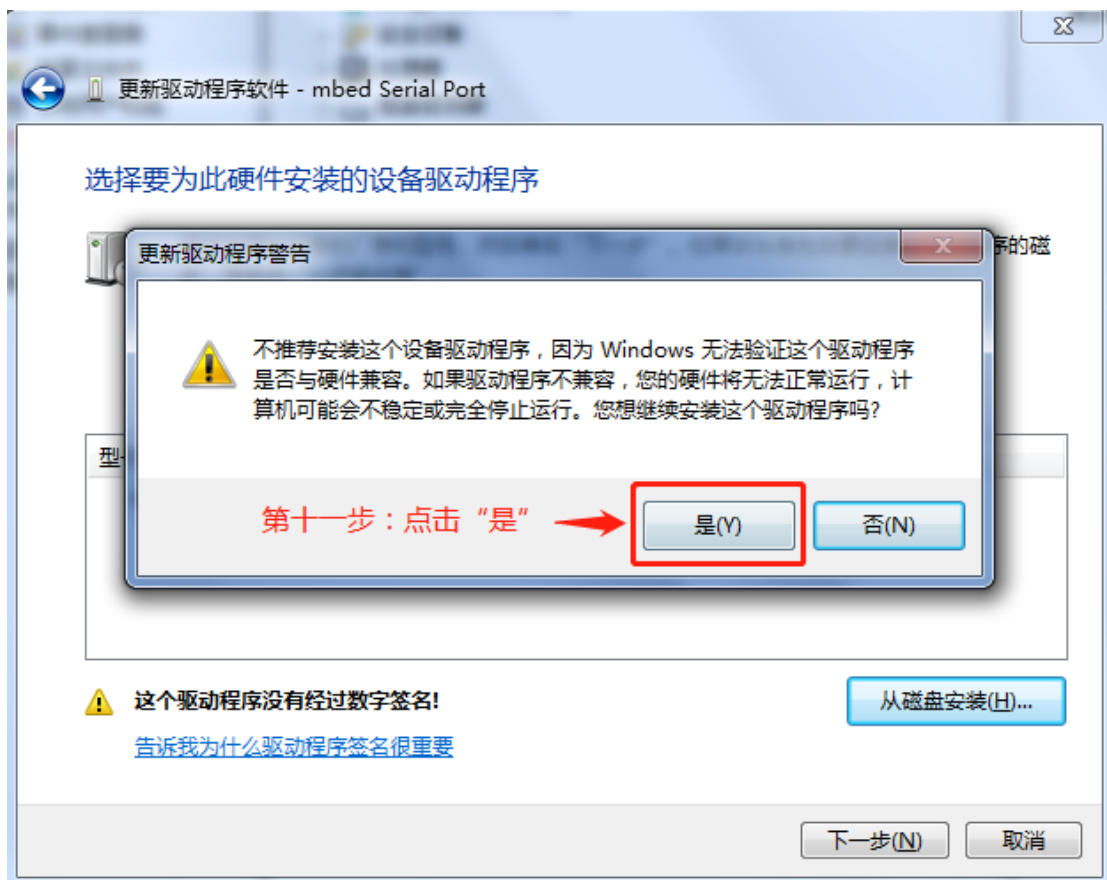 更新驱动程序软件 - mbed Serial Port
选择要为此硬件安装的设备驱动程序
序的磁
更新驱动程序警告
不推荐安装这个设备驱动程序，因为 Windows 无法验证这个驱动程序
是否与硬件兼容。如果驱动程序不兼容，您的硬件将无法正常运行，计
算机可能会不稳定或完全停止运行。您想继续安装这个驱动程序吗?
型
第十一步：点击“是” 是(Y) 否(N)
这个驱动程序没有经过数字签名! 从磁盘安装(H)...
告诉我为什么驱动程序签名很重要
下一步(N) 取消